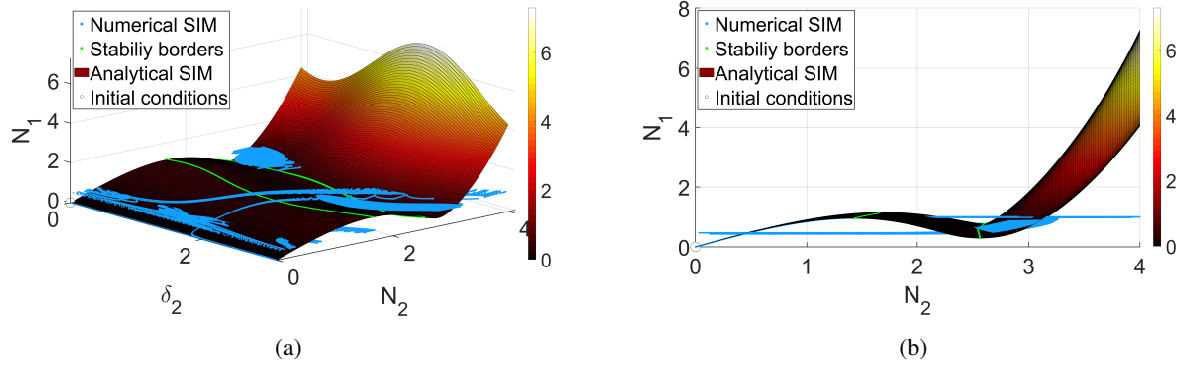 Numerical SIM
Stabiliy borders
Analytical SIM
Initial conditions
N1
4
2
0
0
2
δ2
0
2
4
N2
6
4
2
0
(a)
Numerical SIM
Stabiliy borders
Analytical SIM
Initial conditions
N1
8
6
4
2
0
0
1
2
3
4
N2
6
4
2
0
(b)